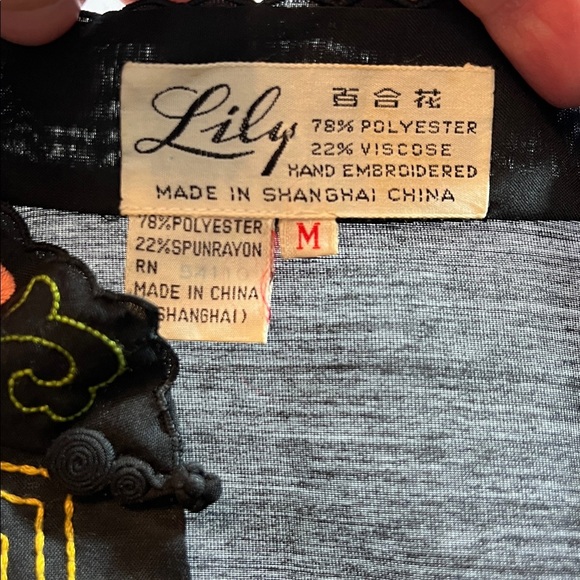 Lily 百合花
78% POLYESTER
22% VISCOSE
HAND EMBROIDERED
MADE IN SHANGHAI CHINA
78%POLYESTER
22%SPUNRAYON
M
RN
MADE IN CHINA
SHANGHAI)